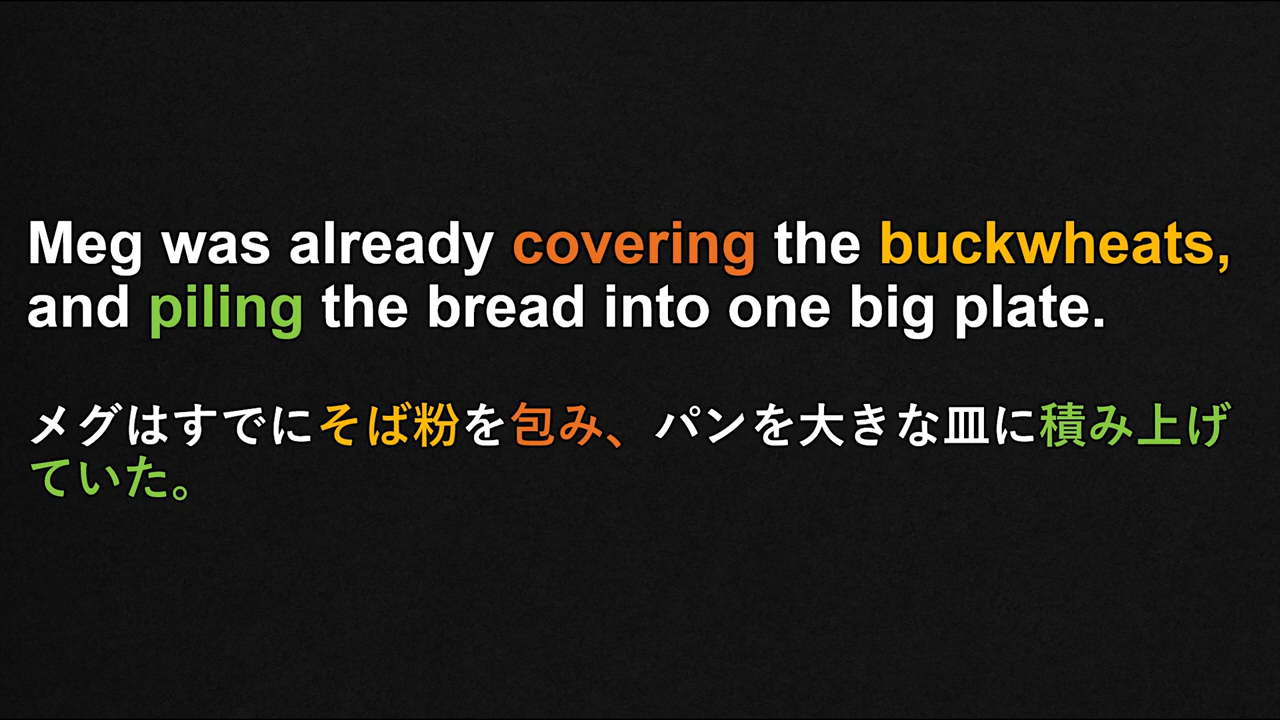 Meg was already covering the buckwheats,
and piling the bread into one big plate.
メグはすでにそば粉を包み、パンを大きな皿に積み上げ
ていた。